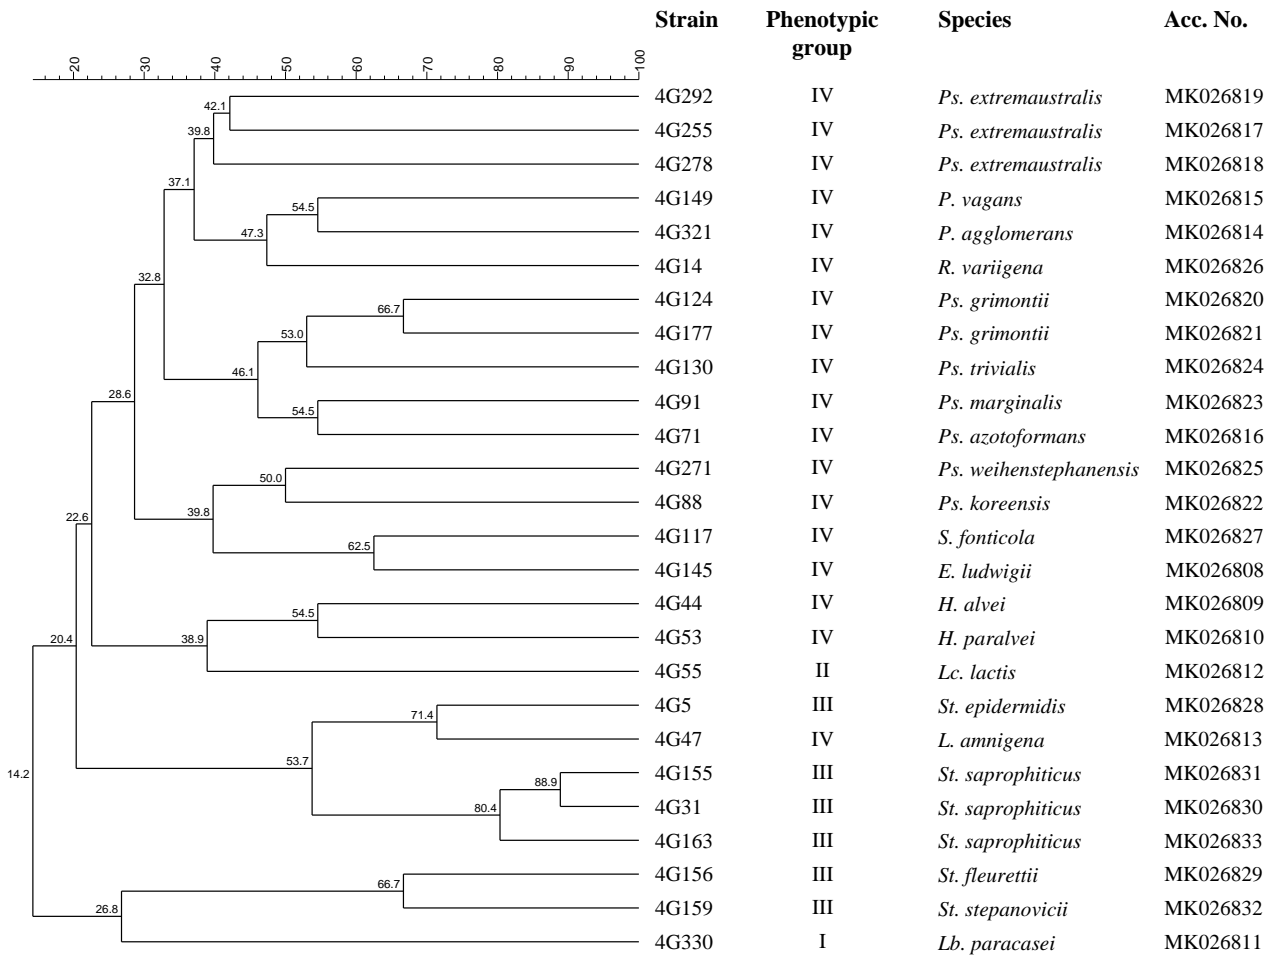 Strain Phenotypic group Species Acc. No.
20 30 40 50 60 70 80 90 100
4G292 IV Ps. extremaustralis MK026819
42.1
4G255 IV Ps. extremaustralis MK026817
39.8
4G278 IV Ps. extremaustralis MK026818
37.1
4G149 IV P. vagans MK026815
54.5
4G321 IV P. agglomerans MK026814
47.3
4G14 IV R. variigena MK026826
32.8
4G124 IV Ps. grimontii MK026820
66.7
4G177 IV Ps. grimontii MK026821
53.0
4G130 IV Ps. trivialis MK026824
46.1
4G91 IV Ps. marginalis MK026823
28.6
54.5
4G71 IV Ps. azotoformans MK026816
4G271 IV Ps. weihenstephanensis MK026825
50.0
4G88 IV Ps. koreensis MK026822
39.8
22.6
4G117 IV S. fonticola MK026827
62.5
4G145 IV E. ludwigii MK026808
4G44 IV H. alvei MK026809
54.5
4G53 IV H. paralvei MK026810
38.9
20.4
4G55 II Lc. lactis MK026812
4G5 III St. epidermidis MK026828
71.4
4G47 IV L. amnigena MK026813
53.7
14.2
4G155 III St. saprophiticus MK026831
88.9
4G31 III St. saprophiticus MK026830
80.4
4G163 III St. saprophiticus MK026833
4G156 III St. fleurettii MK026829
66.7
4G159 III St. stepanovicii MK026832
26.8
4G330 I Lb. paracasei MK026811